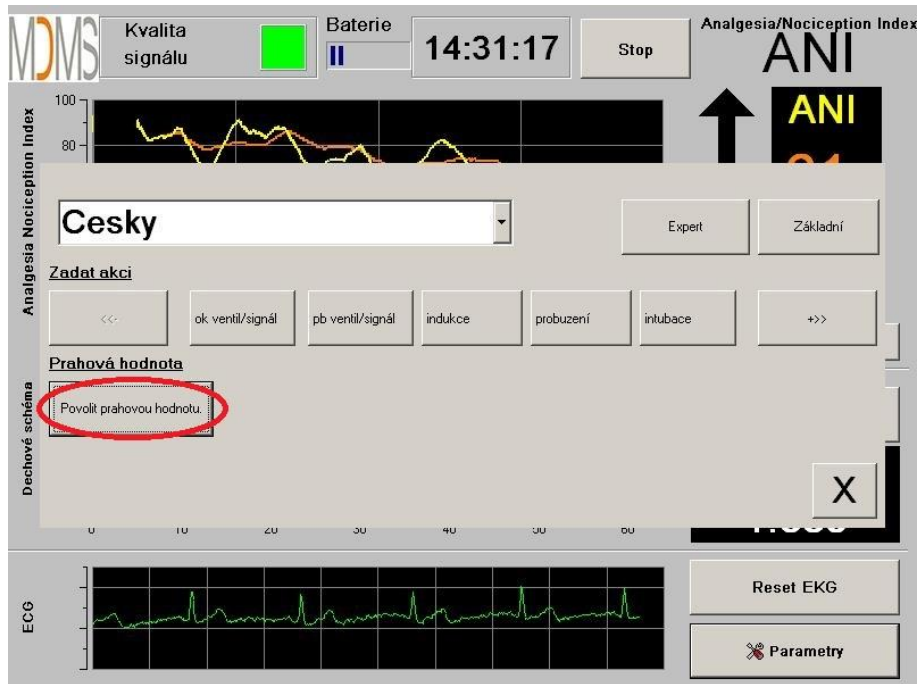 MDMS
Kvalita
signálu
Baterie
14:31:17
Stop
Analgesia/Nociception Index
ANI
ANI
Analgesia Nociception Index
100
80
Cesky
Expert
Základní
Zadat akci
<<-
ok ventil/signál
pb ventil/signál
indukce
probuzení
intubace
+>>
Prahová hodnota
Povolit prahovou hodnotu.
Dechové schéma
X
0 10 20 30 40 50 60
ECG
Reset EKG
Parametry